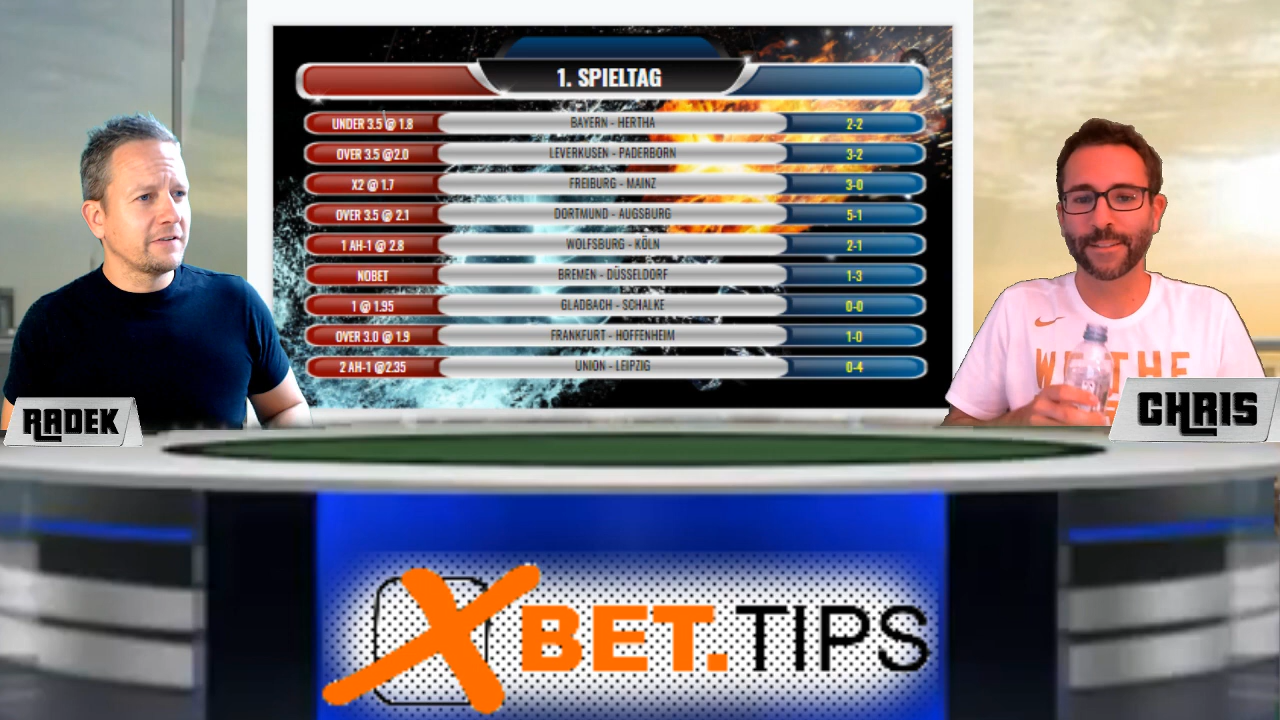 1. SPIELTAG
UNDER 3.5 @ 1.8 BAYERN - HERTHA 2-2
OVER 3.5 @2.0 LEVERKUSEN - PADERBORN 3-2
X2 @ 1.7 FREIBURG - MAINZ 3-0
OVER 3.5 @ 2.1 DORTMUND - AUGSBURG 5-1
1 AH-1 @ 2.8 WOLFSBURG - KÖLN 2-1
NOBET BREMEN - DÜSSELDORF 1-3
1 @ 1.95 GLADBACH - SCHALKE 0-0
OVER 3.0 @ 1.9 FRANKFURT - HOFFENHEIM 1-0
2 AH-1 @2.35 UNION - LEIPZIG 0-4
WE THE
RADEK
CHRIS
XBET.TIPS